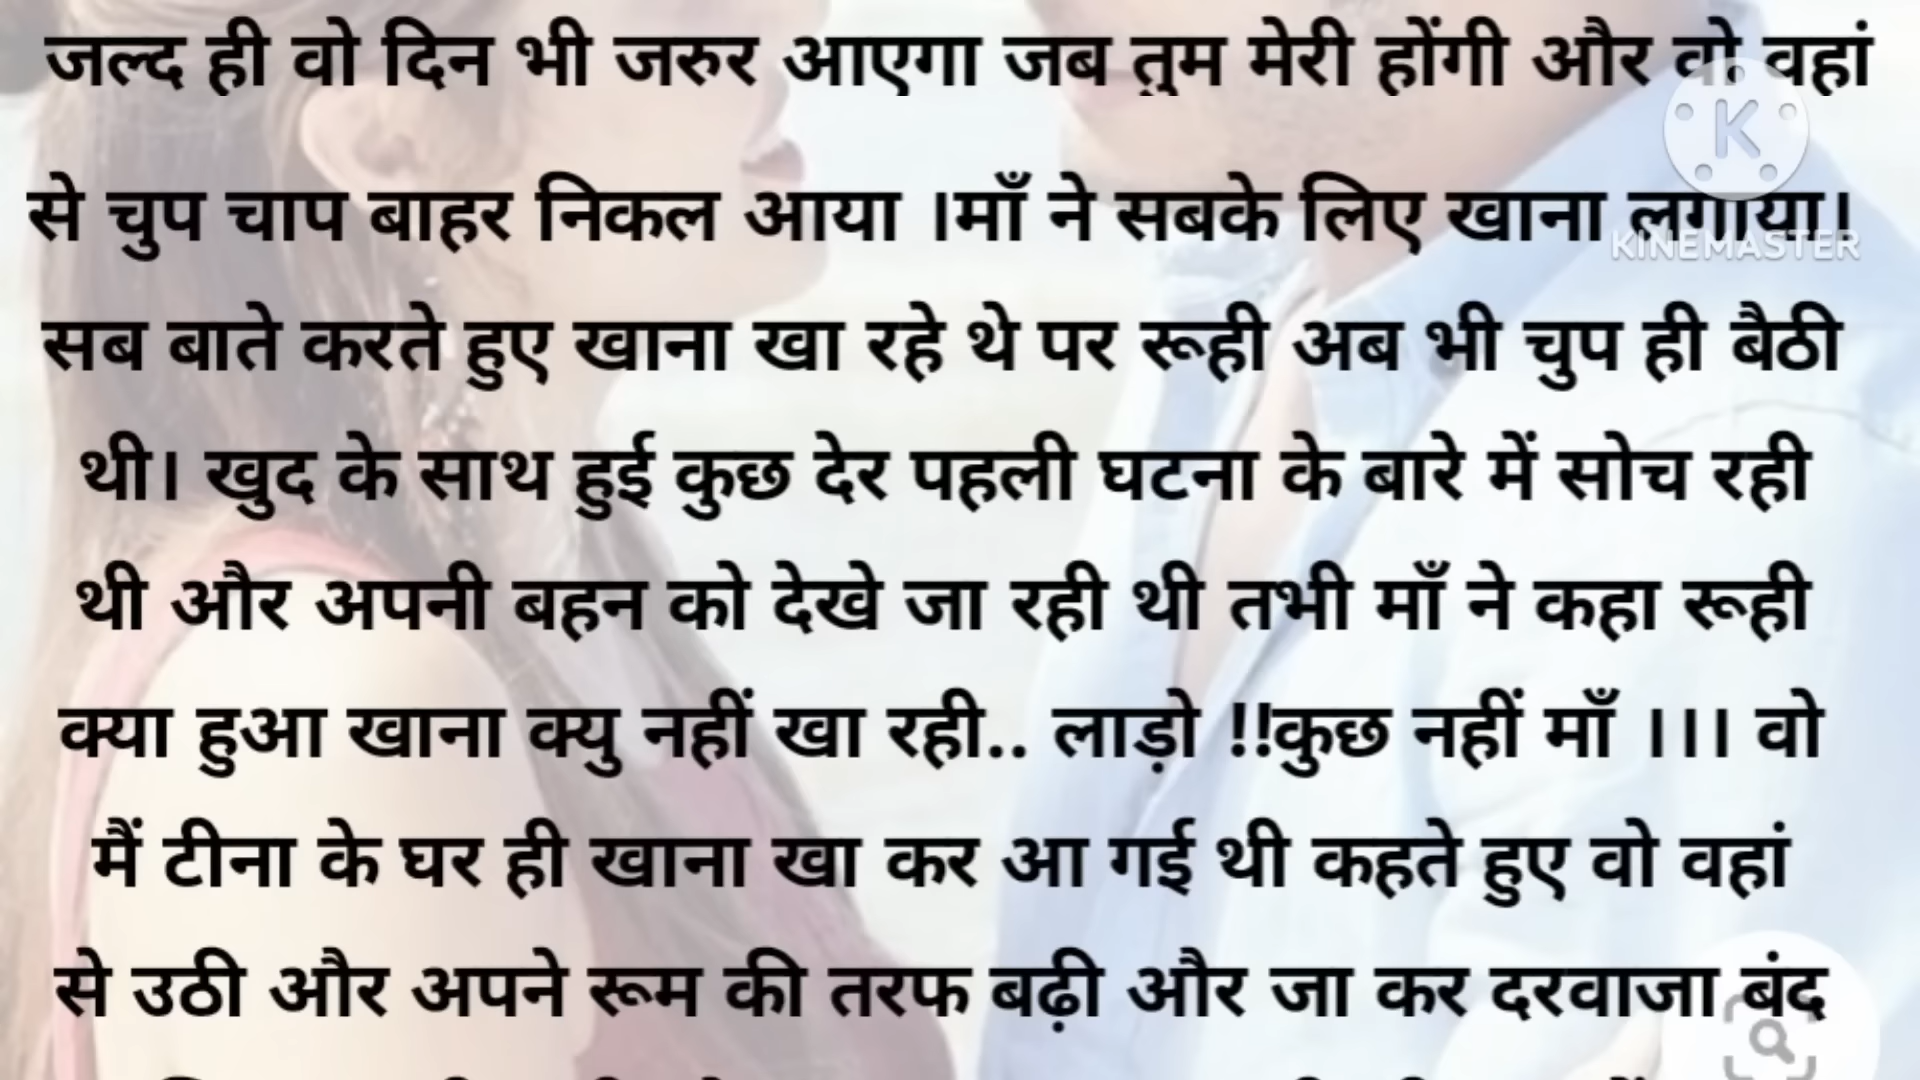 जल्द ही वो दिन भी जरुर आएगा जब तुम मेरी होंगी और वो वहां
से चुप चाप बाहर निकल आया ।माँ ने सबके लिए खाना लगाया।
KINEMASTER
सब बाते करते हुए खाना खा रहे थे पर रूही अब भी चुप ही बैठी
थी। खुद के साथ हुई कुछ देर पहली घटना के बारे में सोच रही
थी और अपनी बहन को देखे जा रही थी तभी माँ ने कहा रूही
क्या हुआ खाना क्यु नहीं खा रही.. लाड़ो !!कुछ नहीं माँ ।।। वो
मैं टीना के घर ही खाना खा कर आ गई थी कहते हुए वो वहां
से उठी और अपने रूम की तरफ बढ़ी और जा कर दरवाजा बंद